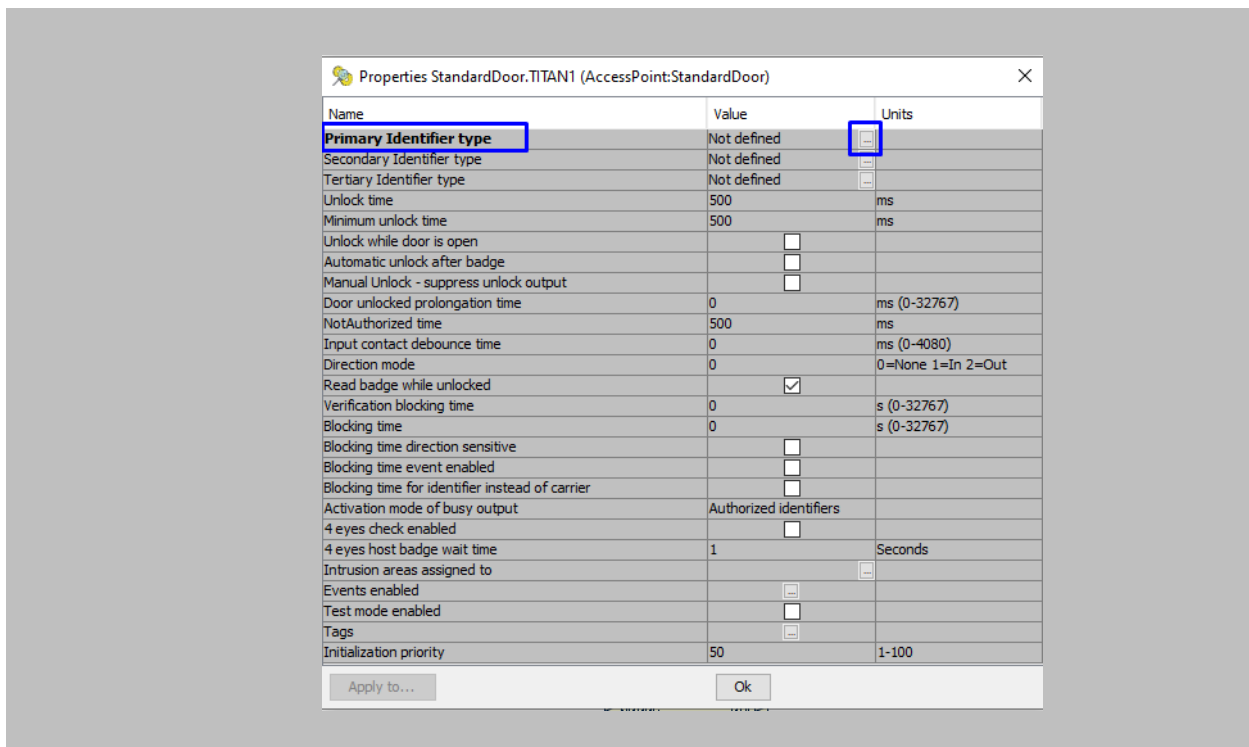 Properties StandardDoor.TITAN1 (AccessPoint:StandardDoor)
Name Value Units
Primary Identifier type Not defined ...
Secondary Identifier type Not defined ...
Tertiary Identifier type Not defined ...
Unlock time 500 ms
Minimum unlock time 500 ms
Unlock while door is open
Automatic unlock after badge
Manual Unlock - suppress unlock output
Door unlocked prolongation time 0 ms (0-32767)
NotAuthorized time 500 ms
Input contact debounce time 0 ms (0-4080)
Direction mode 0 0=None 1=In 2=Out
Read badge while unlocked
Verification blocking time 0 s (0-32767)
Blocking time 0 s (0-32767)
Blocking time direction sensitive
Blocking time event enabled
Blocking time for identifier instead of carrier
Activation mode of busy output Authorized identifiers
4 eyes check enabled
4 eyes host badge wait time 1 Seconds
Intrusion areas assigned to ...
Events enabled ...
Test mode enabled
Tags ...
Initialization priority 50 1-100
Apply to... Ok